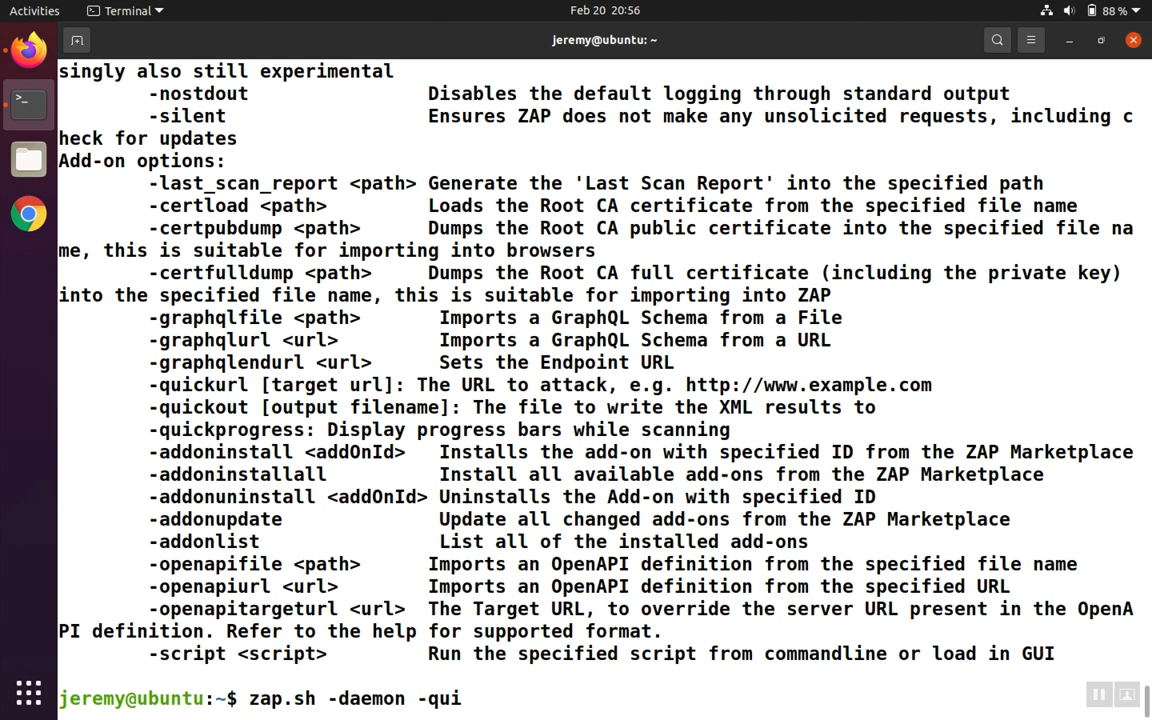 Activities
Terminal
Feb 20 20:56
88 %
jeremy@ubuntu: ~
singly also still experimental
-nostdout Disables the default logging through standard output
-silent Ensures ZAP does not make any unsolicited requests, including c
heck for updates
Add-on options:
-last_scan_report <path> Generate the 'Last Scan Report' into the specified path
-certload <path> Loads the Root CA certificate from the specified file name
-certpubdump <path> Dumps the Root CA public certificate into the specified file na
me, this is suitable for importing into browsers
-certfulldump <path> Dumps the Root CA full certificate (including the private key)
into the specified file name, this is suitable for importing into ZAP
-graphqlfile <path> Imports a GraphQL Schema from a File
-graphqlurl <url> Imports a GraphQL Schema from a URL
-graphqlendurl <url> Sets the Endpoint URL
-quickurl [target url]: The URL to attack, e.g. http://www.example.com
-quickout [output filename]: The file to write the XML results to
-quickprogress: Display progress bars while scanning
-addoninstall <addOnId> Installs the add-on with specified ID from the ZAP Marketplace
-addoninstallall Install all available add-ons from the ZAP Marketplace
-addonuninstall <addOnId> Uninstalls the Add-on with specified ID
-addonupdate Update all changed add-ons from the ZAP Marketplace
-addonlist List all of the installed add-ons
-openapifile <path> Imports an OpenAPI definition from the specified file name
-openapiurl <url> Imports an OpenAPI definition from the specified URL
-openapitargeturl <url> The Target URL, to override the server URL present in the OpenA
PI definition. Refer to the help for supported format.
-script <script> Run the specified script from commandline or load in GUI
jeremy@ubuntu:~$ zap.sh -daemon -qui